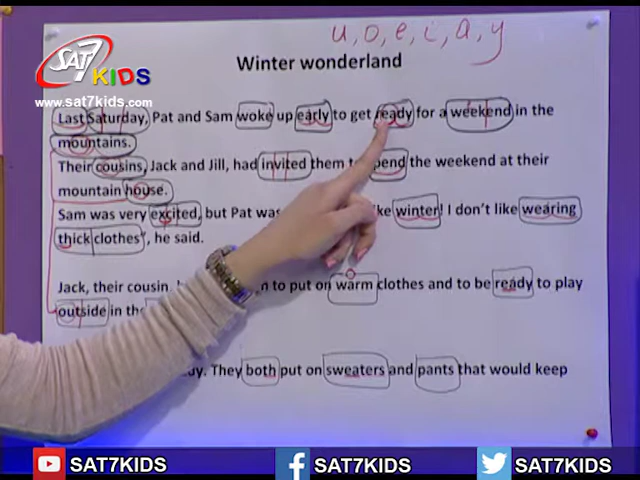 u, o, e, i, a, y
SAT7
KIDS
www.sat7kids.com
Winter wonderland
Last Saturday, Pat and Sam woke up early to get ready for a weekend in the
mountains.
Their cousins, Jack and Jill, had invited them to spend the weekend at their
mountain house.
Sam was very excited, but Pat was like winter! I don't like wearing
thick clothes", he said.
Jack, their cousin, to put on warm clothes and to be ready to play
outside in the
They both put on sweaters and pants that would keep
SAT7KIDS
SAT7KIDS
SAT7KIDS